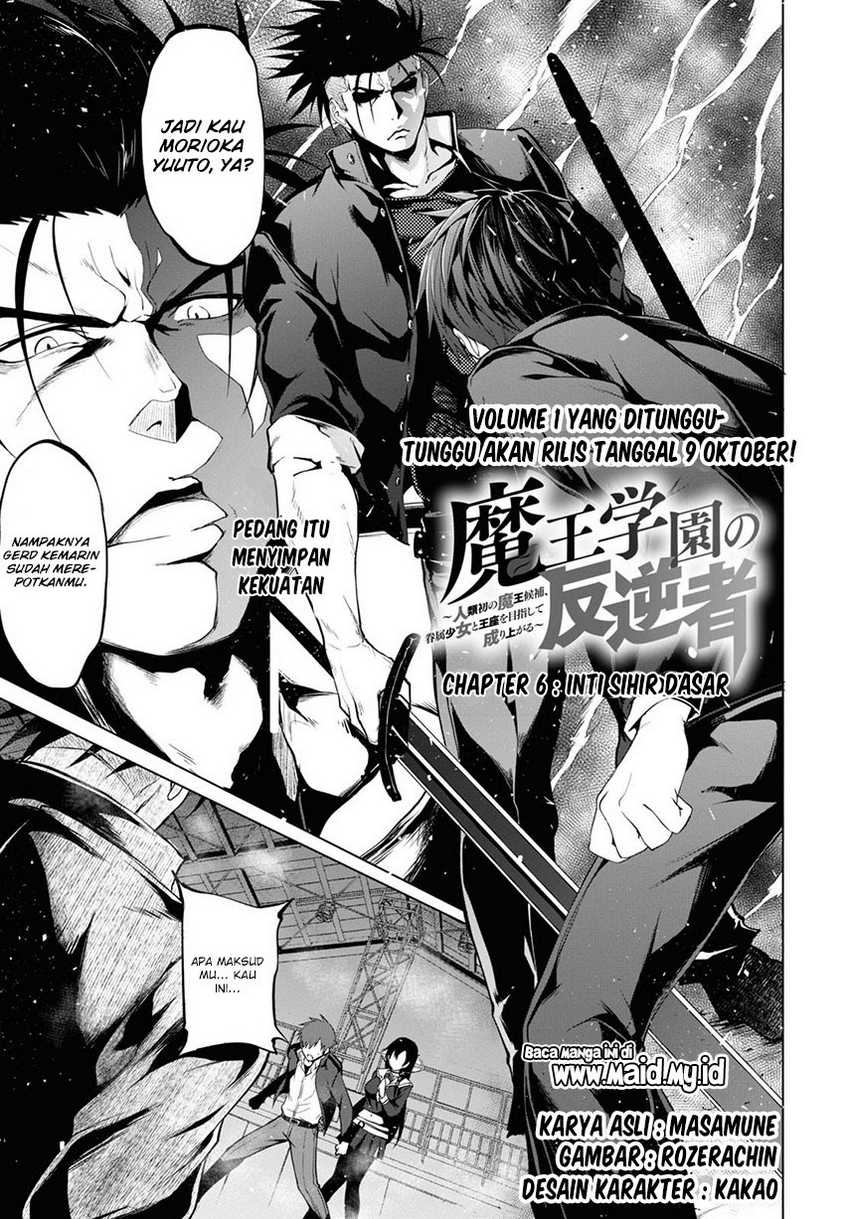 JADI KAU
MORIOKA
YUUTO, YA?
VOLUME 1 YANG DITUNGGU-
TUNGGU AKAN RILIS TANGGAL 9 OKTOBER!
魔王学園の
反逆者
～人類初の魔王候補、
眷属少女と王座を目指して
成り上がる～
CHAPTER 6 : INTI SIHIR DASAR
PEDANG ITU
MENYIMPAN
KEKUATAN
NAMPAKNYA
GERD KEMARIN
SUDAH MERE-
POTKANMU.
APA MAKSUD
MU... KAU
INI...
Baca Manga ini di
www.Maid.my.id
KARYA ASLI : MASAMUNE
GAMBAR : ROZERACHIN
DESAIN KARAKTER : KAKAO